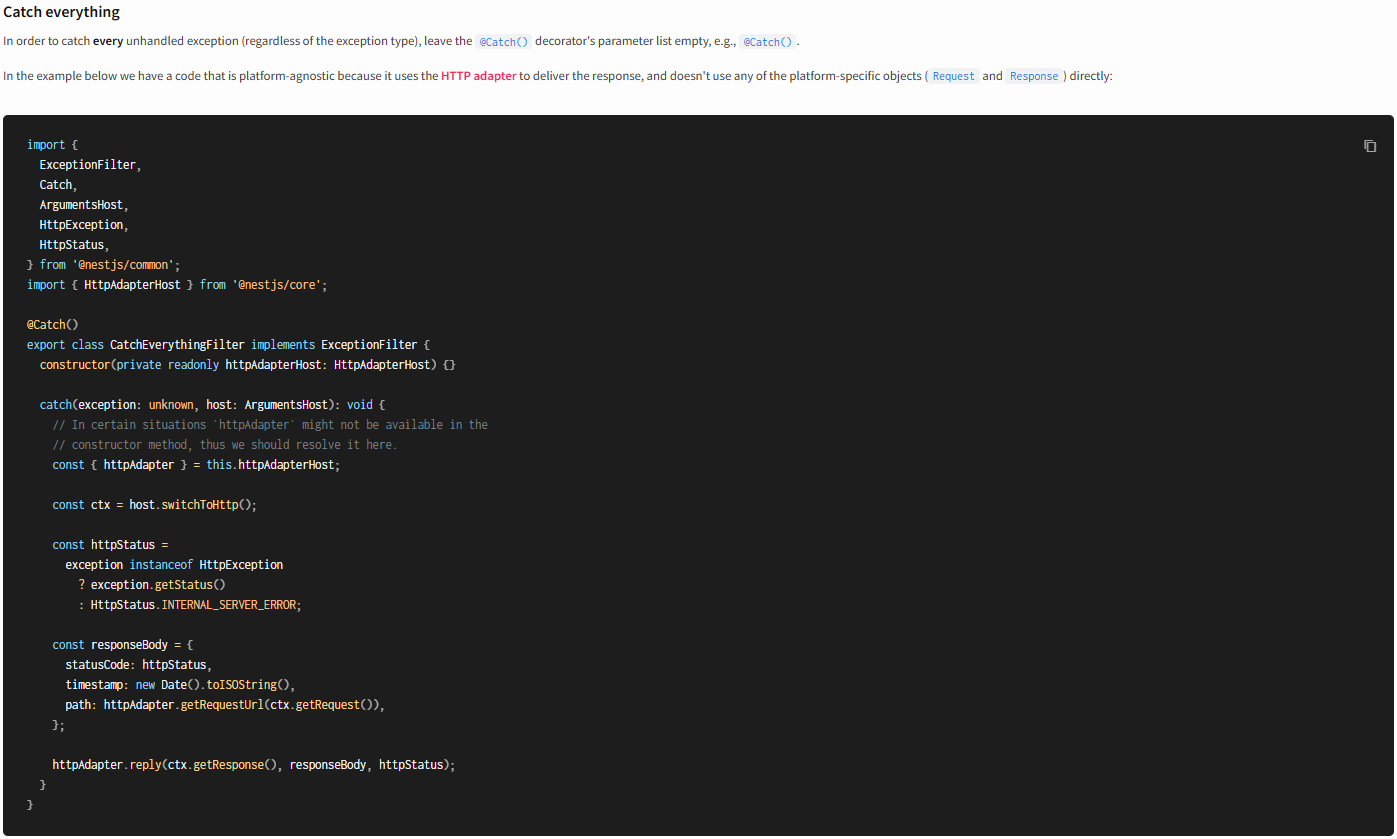 Catch everything
In order to catch every unhandled exception (regardless of the exception type), leave the @Catch() decorator's parameter list empty, e.g., @Catch().
In the example below we have a code that is platform-agnostic because it uses the HTTP adapter to deliver the response, and doesn't use any of the platform-specific objects (Request and Response) directly:
import {
  ExceptionFilter,
  Catch,
  ArgumentsHost,
  HttpException,
  HttpStatus,
} from '@nestjs/common';
import { HttpAdapterHost } from '@nestjs/core';

@Catch()
export class CatchEverythingFilter implements ExceptionFilter {
  constructor(private readonly httpAdapterHost: HttpAdapterHost) {}

  catch(exception: unknown, host: ArgumentsHost): void {
    // In certain situations `httpAdapter` might not be available in the
    // constructor method, thus we should resolve it here.
    const { httpAdapter } = this.httpAdapterHost;

    const ctx = host.switchToHttp();

    const httpStatus =
      exception instanceof HttpException
        ? exception.getStatus()
        : HttpStatus.INTERNAL_SERVER_ERROR;

    const responseBody = {
      statusCode: httpStatus,
      timestamp: new Date().toISOString(),
      path: httpAdapter.getRequestUrl(ctx.getRequest()),
    };

    httpAdapter.reply(ctx.getResponse(), responseBody, httpStatus);
  }
}